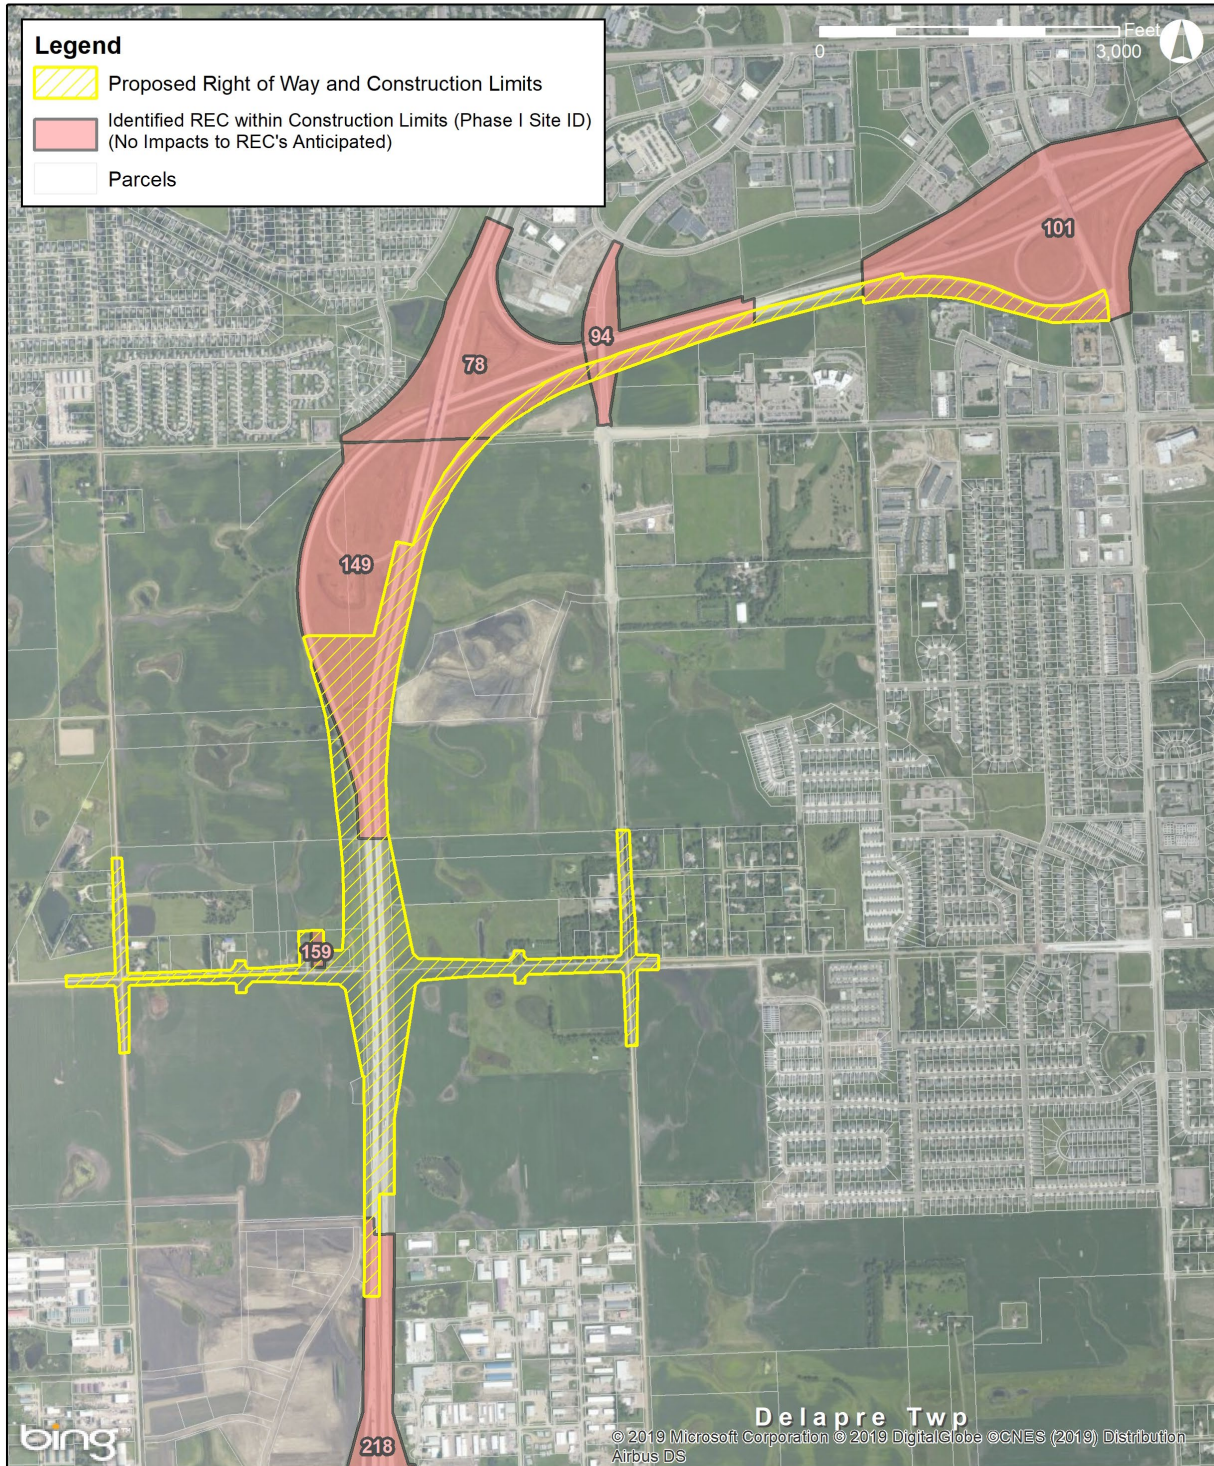 Legend
Proposed Right of Way and Construction Limits
Identified REC within Construction Limits (Phase I Site ID)
(No Impacts to REC's Anticipated)
Parcels
Feet
0 3,000
101
94
78
149
159
218
Delapre Twp
bing
© 2019 Microsoft Corporation © 2019 DigitalGlobe ©CNES (2019) Distribution
Airbus DS